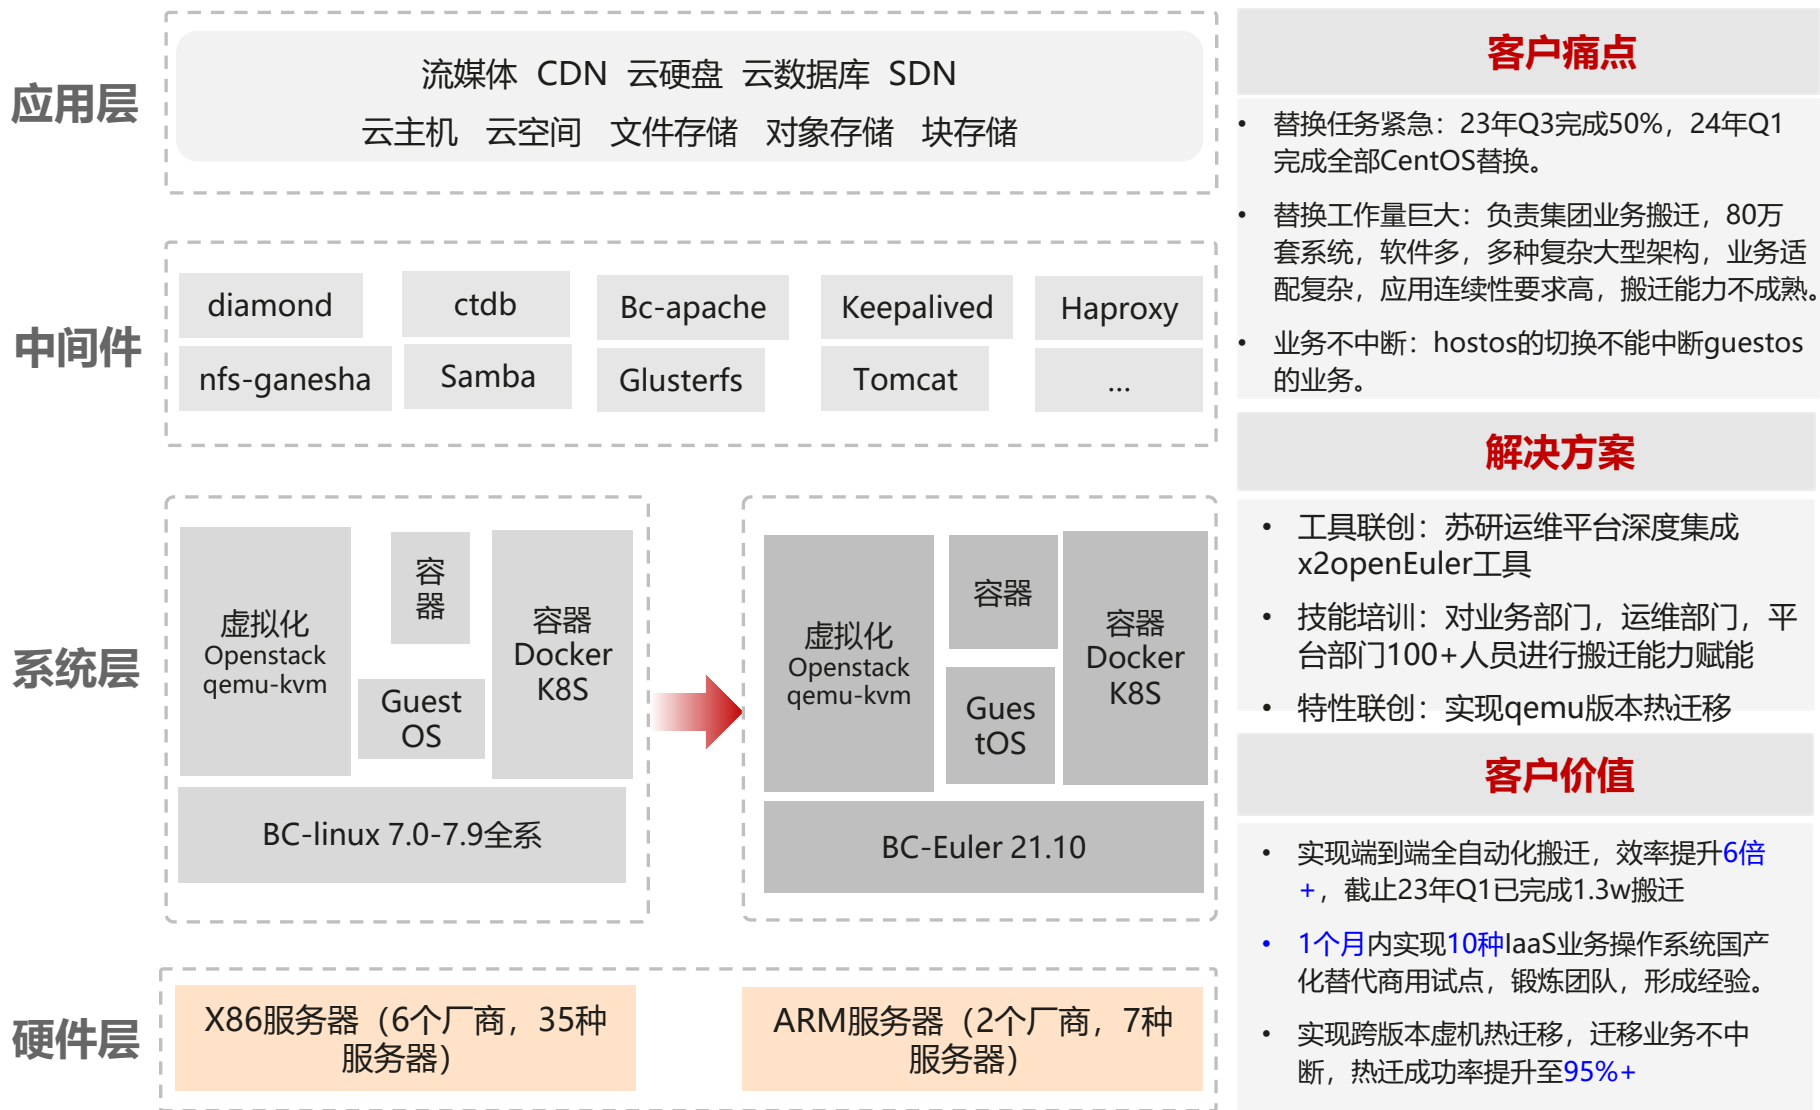 应用层
流媒体 CDN 云硬盘 云数据库 SDN
云主机 云空间 文件存储 对象存储 块存储
中间件
diamond
ctdb
Bc-apache
Keepalived
Haproxy
nfs-ganesha
Samba
Glusterfs
Tomcat
...
系统层
虚拟化
Openstack
qemu-kvm
容
器
Guest
OS
容器
Docker
K8S
BC-linux 7.0-7.9全系
虚拟化
Openstack
qemu-kvm
容器
Gues
tOS
容器
Docker
K8S
BC-Euler 21.10
硬件层
X86服务器（6个厂商，35种
服务器）
ARM服务器（2个厂商，7种
服务器）
客户痛点
• 替换任务紧急：23年Q3完成50%，24年Q1
完成全部CentOS替换。
• 替换工作量巨大：负责集团业务搬迁，80万
套系统，软件多，多种复杂大型架构，业务适
配复杂，应用连续性要求高，搬迁能力不成熟。
• 业务不中断：hostos的切换不能中断guestos
的业务。
解决方案
• 工具联创：苏研运维平台深度集成
x2openEuler工具
• 技能培训：对业务部门，运维部门，平
台部门100+人员进行搬迁能力赋能
• 特性联创：实现qemu版本热迁移
客户价值
• 实现端到端全自动化搬迁，效率提升6倍
+，截止23年Q1已完成1.3w搬迁
• 1个月内实现10种IaaS业务操作系统国产
化替代商用试点，锻炼团队，形成经验。
• 实现跨版本虚机热迁移，迁移业务不中
断，热迁成功率提升至95%+